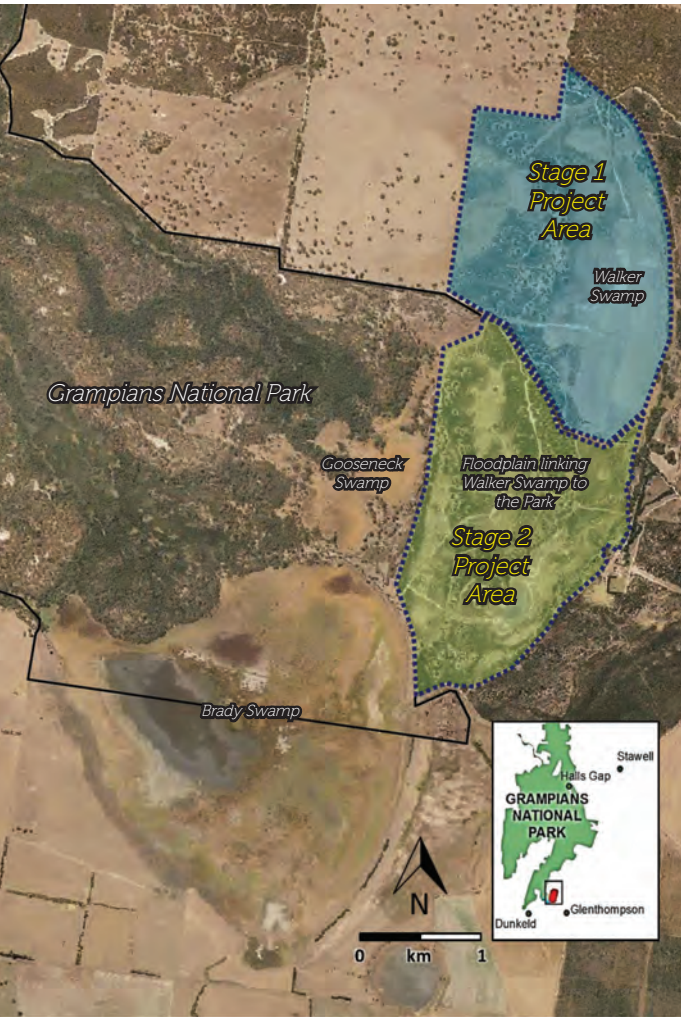 Stage 1
Project
Area
Walker
Swamp
Grampians National Park
Gooseneck
Swamp
Floodplain linking
Walker Swamp to
the Park
Stage 2
Project
Area
Brady Swamp
Stawell
Halls Gap
GRAMPIANS
NATIONAL
PARK
Glenthompson
Dunkeld
N
0 km 1